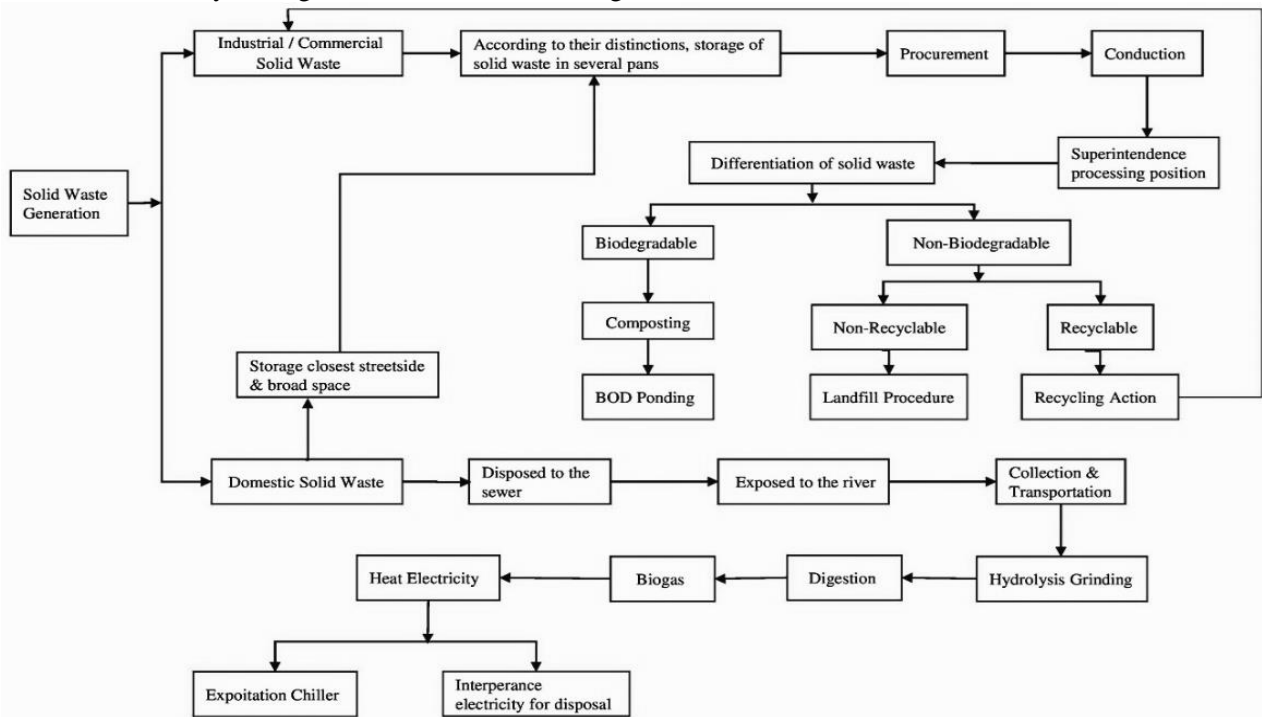 Industrial / Commercial
Solid Waste
According to their distinctions, storage of
solid waste in several pans
Procurement
Conduction
Differentiation of solid waste
Superintendence
processing position
Solid Waste
Generation
Biodegradable
Non-Biodegradable
Composting
Non-Recyclable
Recyclable
Storage closest streetside
& broad space
BOD Ponding
Landfill Procedure
Recycling Action
Domestic Solid Waste
Disposed to the
sewer
Exposed to the river
Collection &
Transportation
Heat Electricity
Biogas
Digestion
Hydrolysis Grinding
Expoitation Chiller
Interperance
electricity for disposal